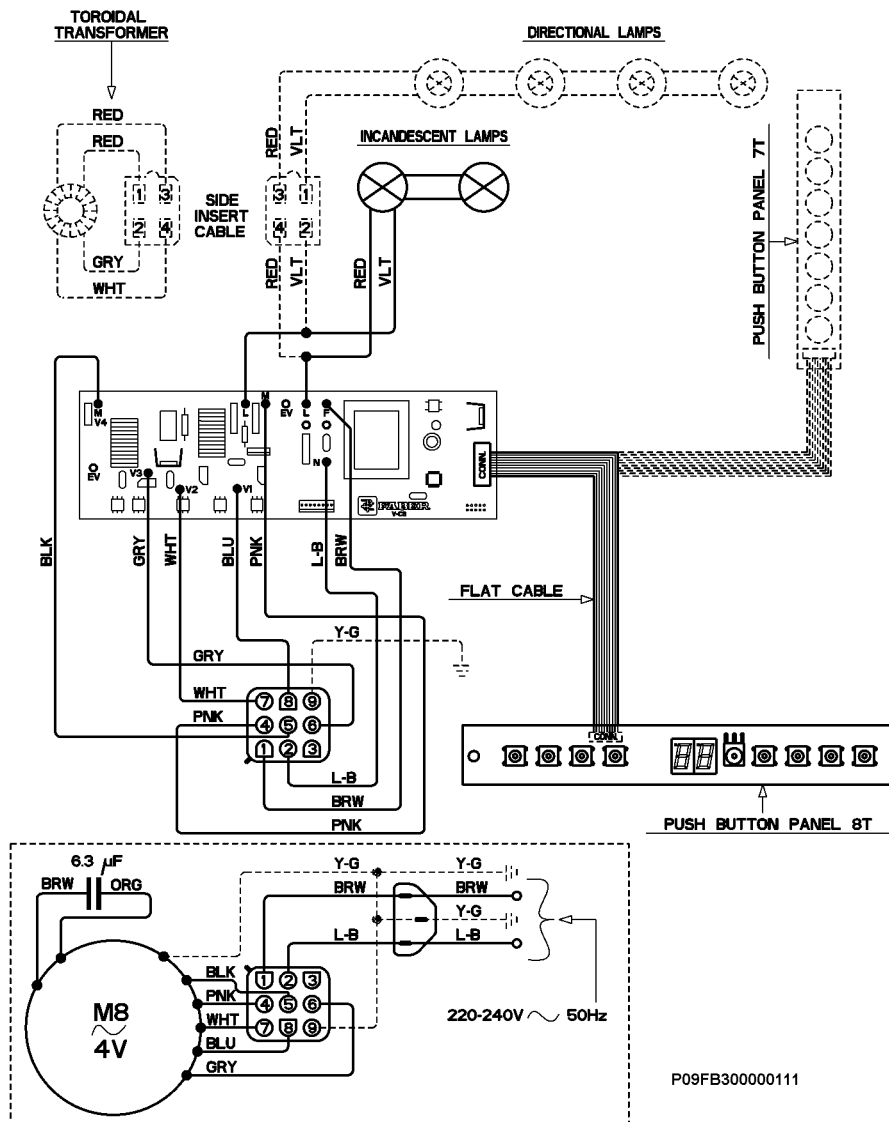 TOROIDAL
TRANSFORMER
DIRECTIONAL LAMPS
RED
RED
GRY
WHT
1 3
2 4
SIDE
INSERT
CABLE
RED VLT
3 1
4 2
RED VLT
INCANDESCENT LAMPS
RED VLT
PUSH BUTTON PANEL 7T
M
V4
EV
V3
V2
V1
L
M
EV
L
F
N
CONN.
FABER
V-CS
BLK
GRY
WHT
BLU
PNK
L-B
BRW
FLAT CABLE
Y-G
GRY
WHT
PNK
7 8 9
4 5 6
1 2 3
L-B
BRW
PNK
CONN.
PUSH BUTTON PANEL 8T
6.3 µF
BRW ORG
Y-G Y-G
BRW BRW
Y-G
L-B L-B
BLK
PNK
WHT
BLU
GRY
1 2 3
4 5 6
7 8 9
M8
4V
220-240V 50Hz
P09FB300000111